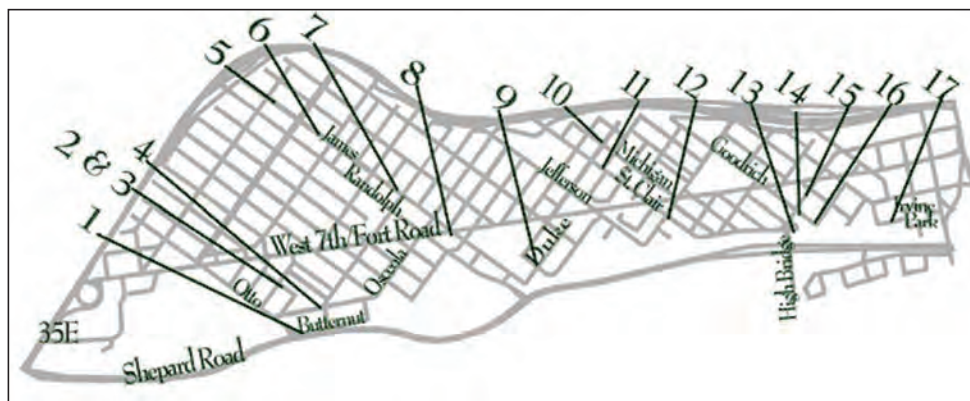 1
2 & 3
4
5
6
7
8
9
10
11
12
13
14
15
16
17
James
Randolph
Jefferson
Michigan
St. Clair
Goodrich
Irvine
Park
West 7th/Fort Road
Duke
Otto
Osceola
High Bridge
Butternut
35E
Shepard Road